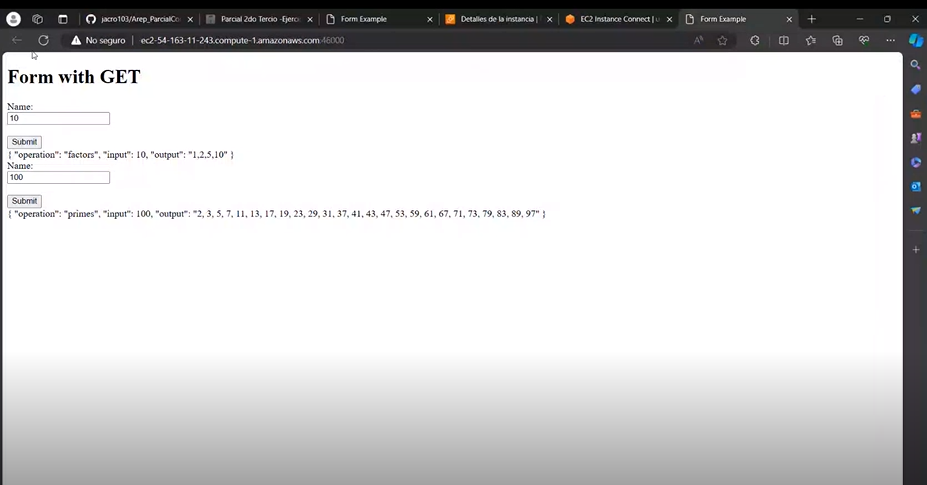 jacro103/Arep_ParcialCo
Parcial 2do Tercio -Ejerc
Form Example
Detalles de la instancia |
EC2 Instance Connect | u
Form Example
No seguro
ec2-54-163-11-243.compute-1.amazonaws.com:46000
Form with GET
Name:
10
Submit
{ "operation": "factors", "input": 10, "output": "1,2,5,10" }
Name:
100
Submit
{ "operation": "primes", "input": 100, "output": "2, 3, 5, 7, 11, 13, 17, 19, 23, 29, 31, 37, 41, 43, 47, 53, 59, 61, 67, 71, 73, 79, 83, 89, 97" }